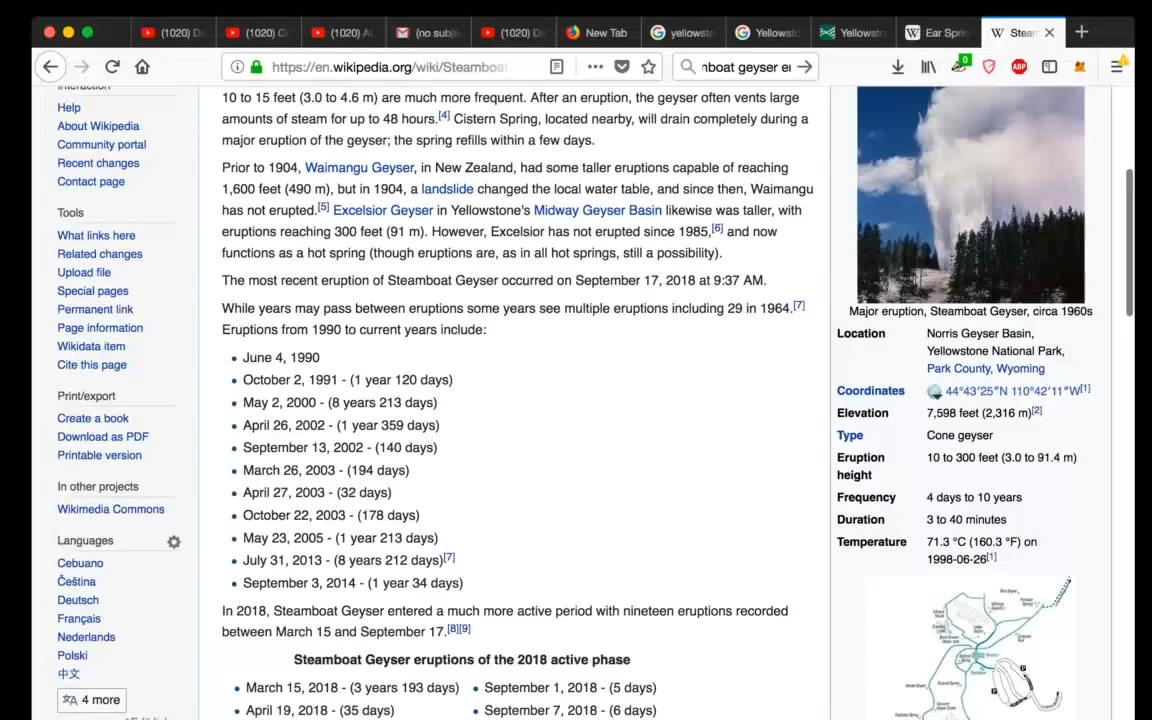 (1020) D
(1020) C
(1020) A
(no subj
(1020) D
New Tab
yellowst
Yellowst
Yellowst
Ear Sprin
Steam
https://en.wikipedia.org/wiki/Steamboat
nboat geyser e
0
ABP
Interaction
Help
About Wikipedia
Community portal
Recent changes
Contact page
Tools
What links here
Related changes
Upload file
Special pages
Permanent link
Page information
Wikidata item
Cite this page
Print/export
Create a book
Download as PDF
Printable version
In other projects
Wikimedia Commons
Languages
Cebuano
Čeština
Deutsch
Français
Nederlands
Polski
中文
4 more
10 to 15 feet (3.0 to 4.6 m) are much more frequent. After an eruption, the geyser often vents large
amounts of steam for up to 48 hours.[4] Cistern Spring, located nearby, will drain completely during a
major eruption of the geyser; the spring refills within a few days.
Prior to 1904, Waimangu Geyser, in New Zealand, had some taller eruptions capable of reaching
1,600 feet (490 m), but in 1904, a landslide changed the local water table, and since then, Waimangu
has not erupted.[5] Excelsior Geyser in Yellowstone's Midway Geyser Basin likewise was taller, with
eruptions reaching 300 feet (91 m). However, Excelsior has not erupted since 1985,[6] and now
functions as a hot spring (though eruptions are, as in all hot springs, still a possibility).
The most recent eruption of Steamboat Geyser occurred on September 17, 2018 at 9:37 AM.
While years may pass between eruptions some years see multiple eruptions including 29 in 1964.[7]
Eruptions from 1990 to current years include:
June 4, 1990
October 2, 1991 - (1 year 120 days)
May 2, 2000 - (8 years 213 days)
April 26, 2002 - (1 year 359 days)
September 13, 2002 - (140 days)
March 26, 2003 - (194 days)
April 27, 2003 - (32 days)
October 22, 2003 - (178 days)
May 23, 2005 - (1 year 213 days)
July 31, 2013 - (8 years 212 days)[7]
September 3, 2014 - (1 year 34 days)
In 2018, Steamboat Geyser entered a much more active period with nineteen eruptions recorded
between March 15 and September 17.[8][9]
Steamboat Geyser eruptions of the 2018 active phase
March 15, 2018 - (3 years 193 days)
September 1, 2018 - (5 days)
April 19, 2018 - (35 days)
September 7, 2018 - (6 days)
Major eruption, Steamboat Geyser, circa 1960s
Location
Norris Geyser Basin,
Yellowstone National Park,
Park County, Wyoming
Coordinates
44°43′25″N 110°42′11″W[1]
Elevation
7,598 feet (2,316 m)[2]
Type
Cone geyser
Eruption
height
10 to 300 feet (3.0 to 91.4 m)
Frequency
4 days to 10 years
Duration
3 to 40 minutes
Temperature
71.3 °C (160.3 °F) on
1998-06-26[1]